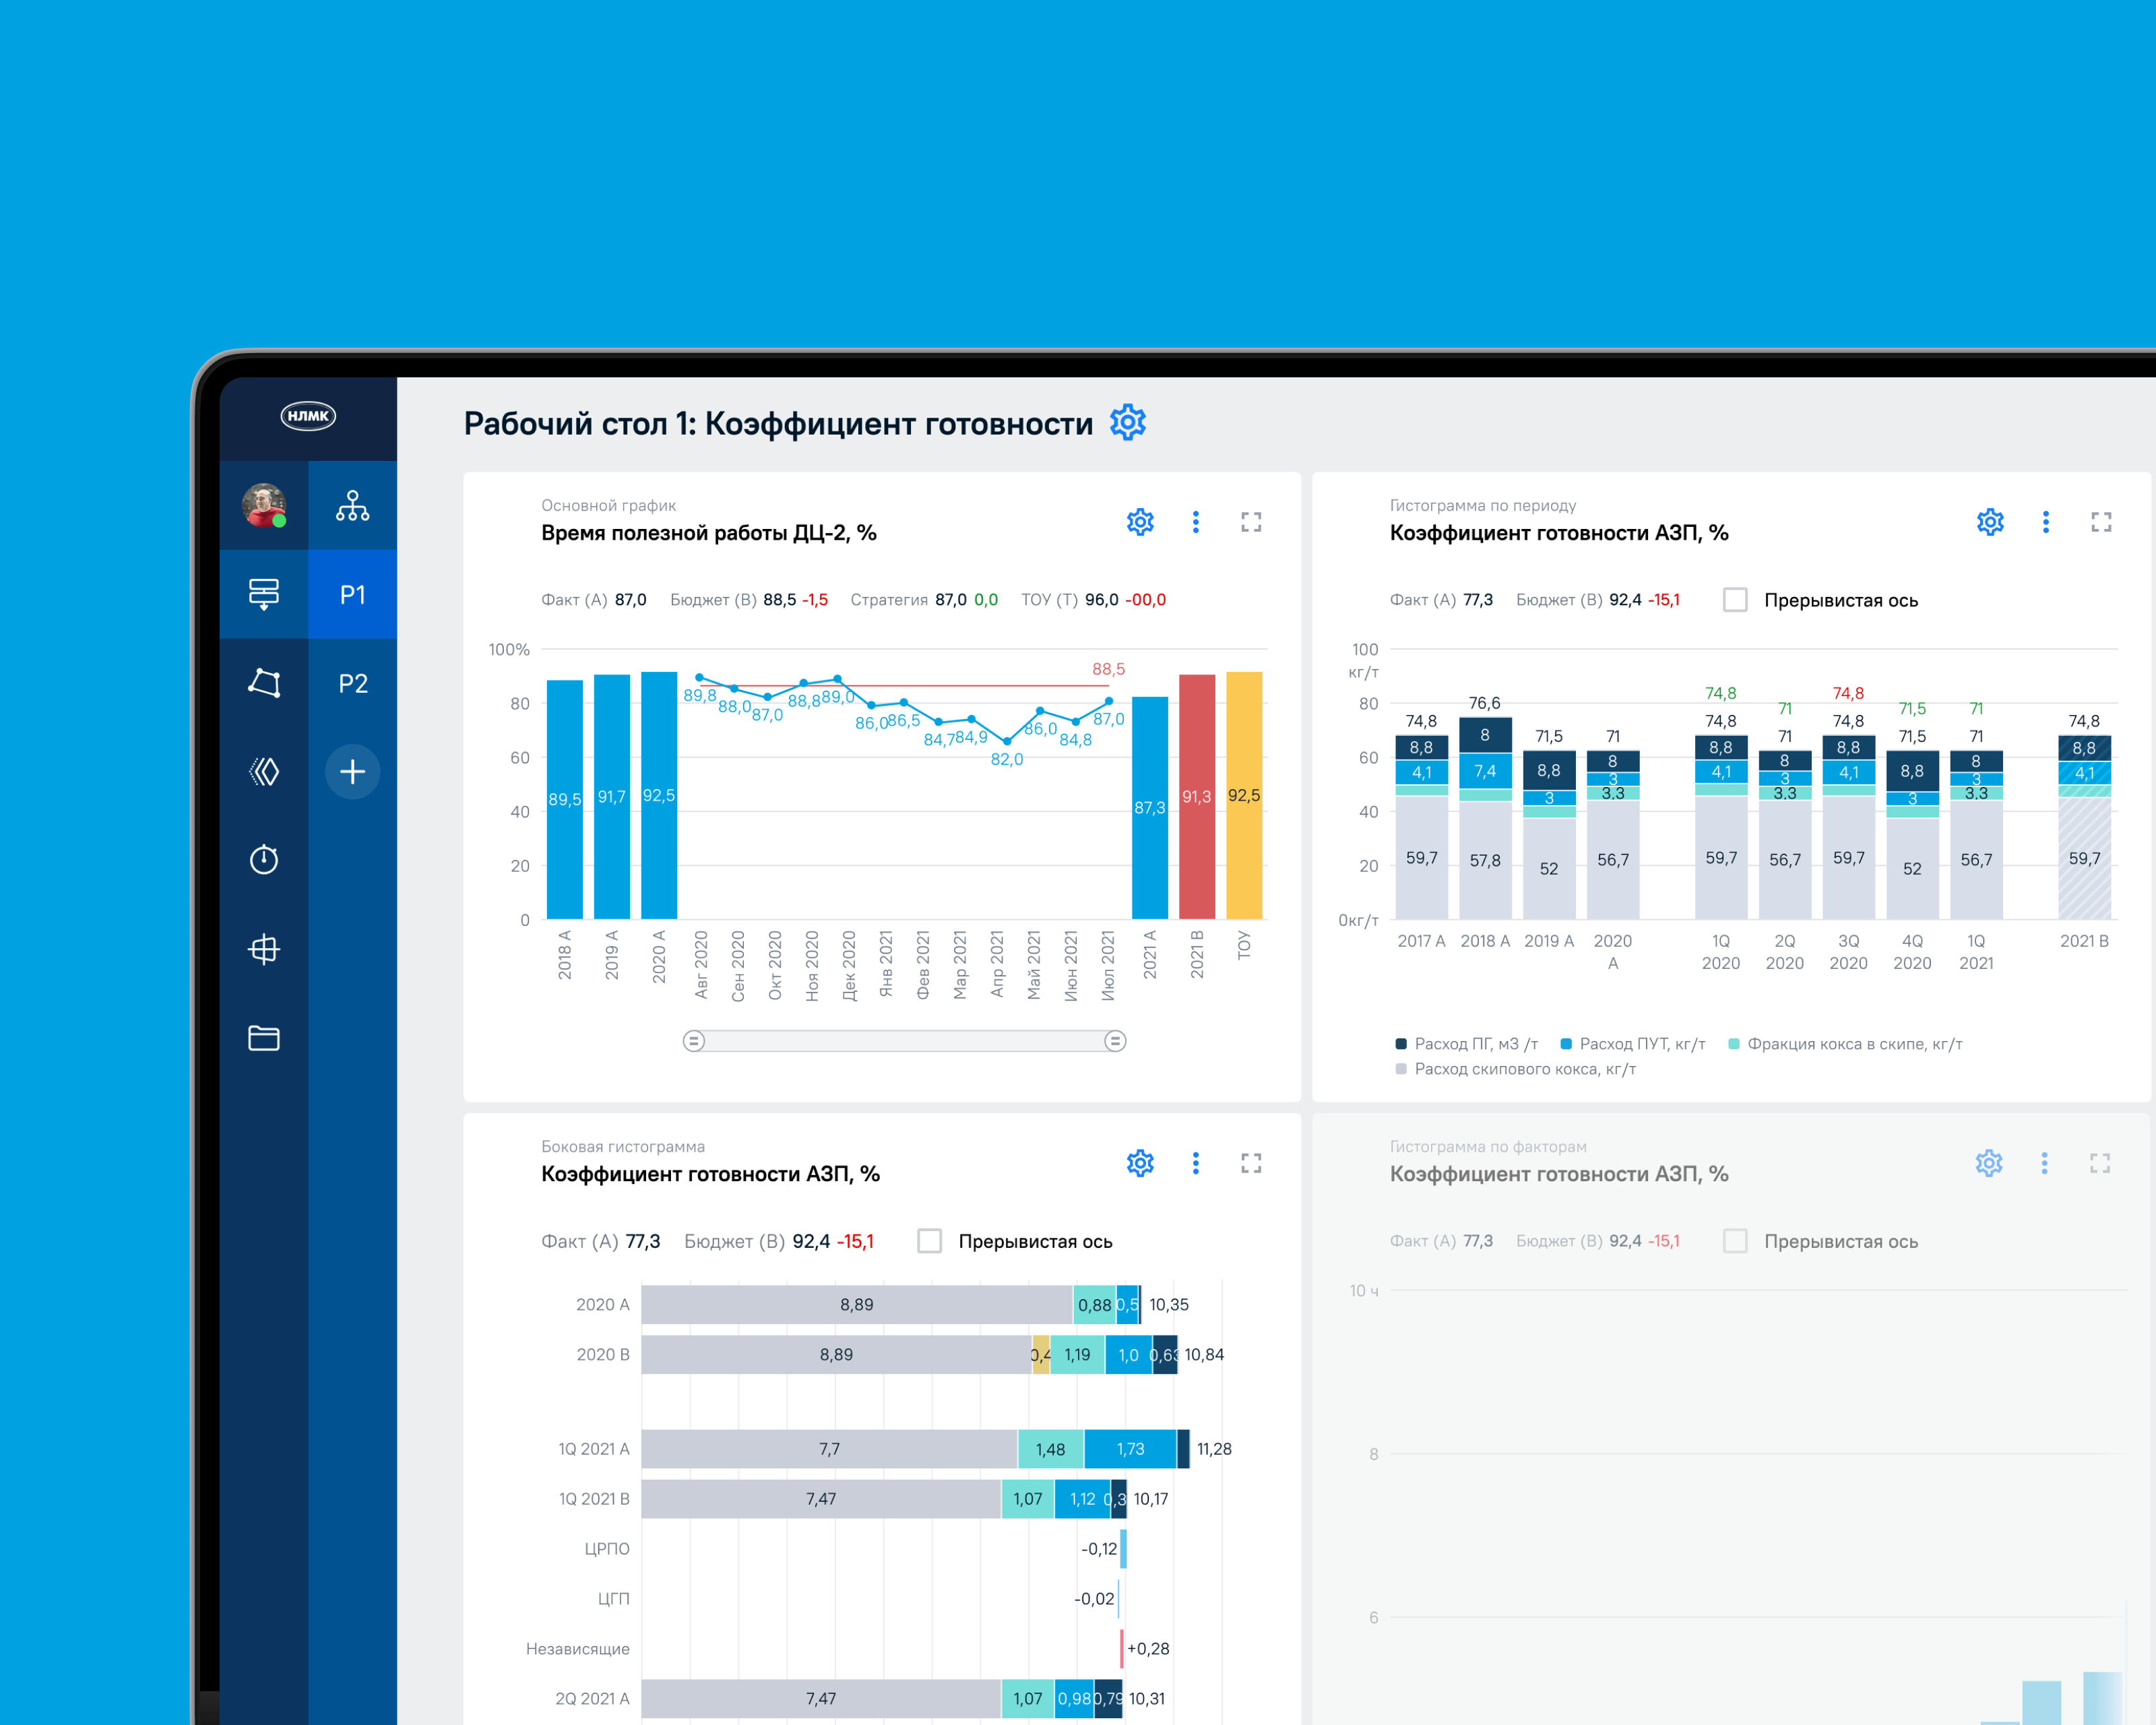 НЛМК
Рабочий стол 1: Коэффициент готовности
P1
P2
Основной график
Время полезной работы ДЦ-2, %
Факт (А) 87,0 Бюджет (В) 88,5 -1,5 Стратегия 87,0 0,0 ТОУ (Т) 96,0 -00,0
100%
80
60
40
20
0
89,5 91,7 92,5
89,8 88,0 87,0 88,8 89,0 86,0 86,5 84,7 84,9 82,0 86,0 84,8 87,0
88,5
87,3 91,3 92,5
2018 А 2019 А 2020 А Авг 2020 Сен 2020 Окт 2020 Ноя 2020 Дек 2020 Янв 2021 Фев 2021 Мар 2021 Апр 2021 Май 2021 Июн 2021 Июл 2021 2021 А 2021 В ТОУ
Гистограмма по периоду
Коэффициент готовности АЗП, %
Факт (А) 77,3 Бюджет (В) 92,4 -15,1 Прерывистая ось
100
кг/т
80
60
40
20
0кг/т
74,8 71 74,8 71,5 71
74,8 76,6 71,5 71 74,8 71 74,8 71,5 71 74,8
8,8 8 8,8 8 8,8 8 8,8 8,8 8 8,8
4,1 7,4 3 3 4,1 3 4,1 3 3 4,1
3,3 3,3 3,3
59,7 57,8 52 56,7 59,7 56,7 59,7 52 56,7 59,7
2017 А 2018 А 2019 А 2020 1Q 2Q 3Q 4Q 1Q 2021 В
А 2020 2020 2020 2020 2021
Расход ПГ, м3 /т Расход ПУТ, кг/т Фракция кокса в скипе, кг/т
Расход скипового кокса, кг/т
Боковая гистограмма
Коэффициент готовности АЗП, %
Факт (А) 77,3 Бюджет (В) 92,4 -15,1 Прерывистая ось
2020 А 8,89 0,88 0,5 10,35
2020 В 8,89 0,4 1,19 1,0 0,63 10,84
1Q 2021 А 7,7 1,48 1,73 11,28
1Q 2021 В 7,47 1,07 1,12 0,3 10,17
ЦРПО -0,12
ЦГП -0,02
Независящие +0,28
2Q 2021 А 7,47 1,07 0,98 0,79 10,31
Гистограмма по факторам
Коэффициент готовности АЗП, %
Факт (А) 77,3 Бюджет (В) 92,4 -15,1 Прерывистая ось
10 ч
8
6